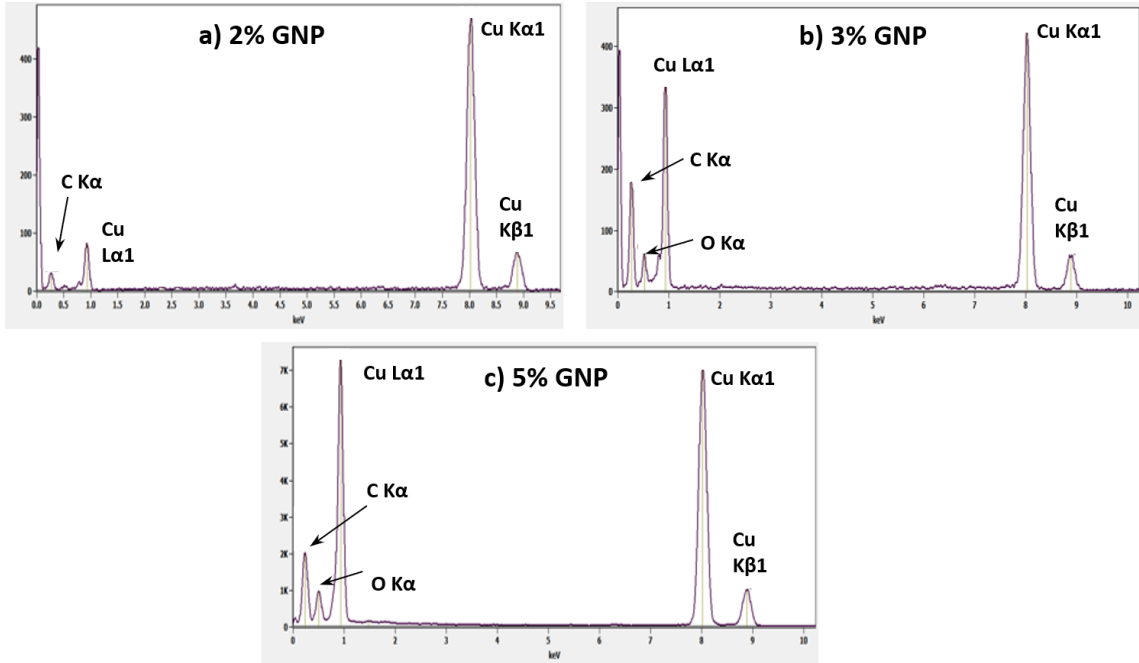 a) 2% GNP
Cu Kα1
400
300
200
100
0
C Kα
Cu
Lα1
Cu
Kβ1
0.0 0.5 1.0 1.5 2.0 2.5 3.0 3.5 4.0 4.5 5.0 5.5 6.0 6.5 7.0 7.5 8.0 8.5 9.0 9.5
keV
b) 3% GNP
Cu Kα1
Cu Lα1
400
300
200
100
0
C Kα
O Kα
Cu
Kβ1
0 1 2 3 4 5 6 7 8 9 10
keV
c) 5% GNP
Cu Lα1
Cu Kα1
7K
6K
5K
4K
3K
2K
1K
0
C Kα
O Kα
Cu
Kβ1
0 1 2 3 4 5 6 7 8 9 10
keV